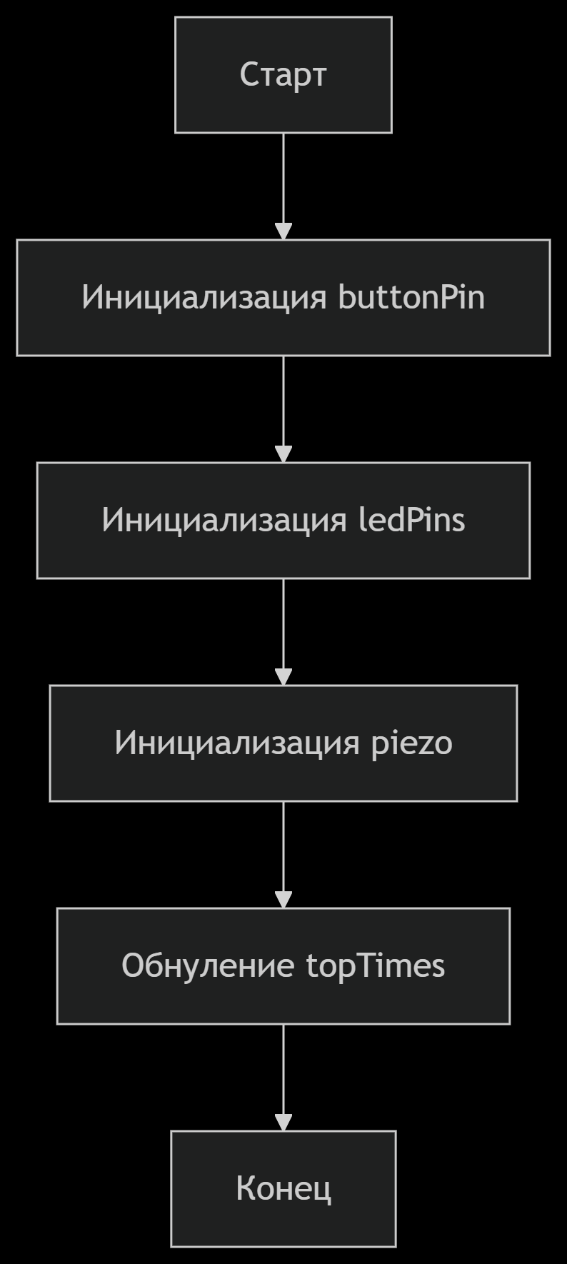 Старт
Инициализация buttonPin
Инициализация ledPins
Инициализация piezo
Обнуление topTimes
Конец